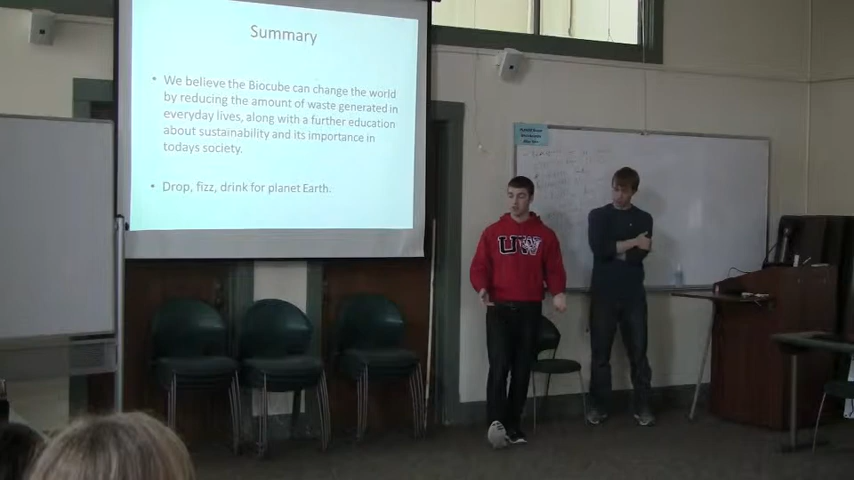 Summary
• We believe the Biocube can change the world
by reducing the amount of waste generated in
everyday lives, along with a further education
about sustainability and its importance in
todays society.
• Drop, fizz, drink for planet Earth.
UW